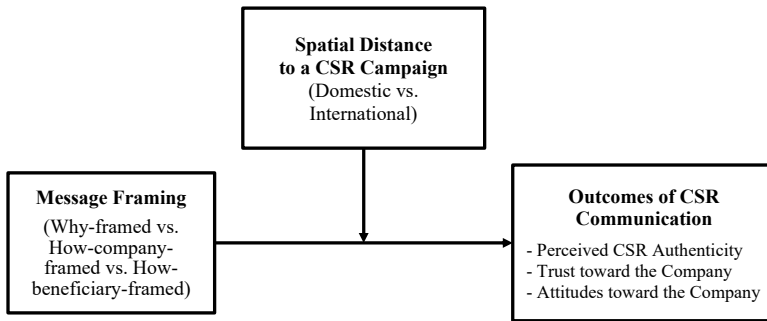 Spatial Distance
to a CSR Campaign
(Domestic vs.
International)
Message Framing
(Why-framed vs.
How-company-
framed vs. How-
beneficiary-framed)
Outcomes of CSR
Communication
- Perceived CSR Authenticity
- Trust toward the Company
- Attitudes toward the Company